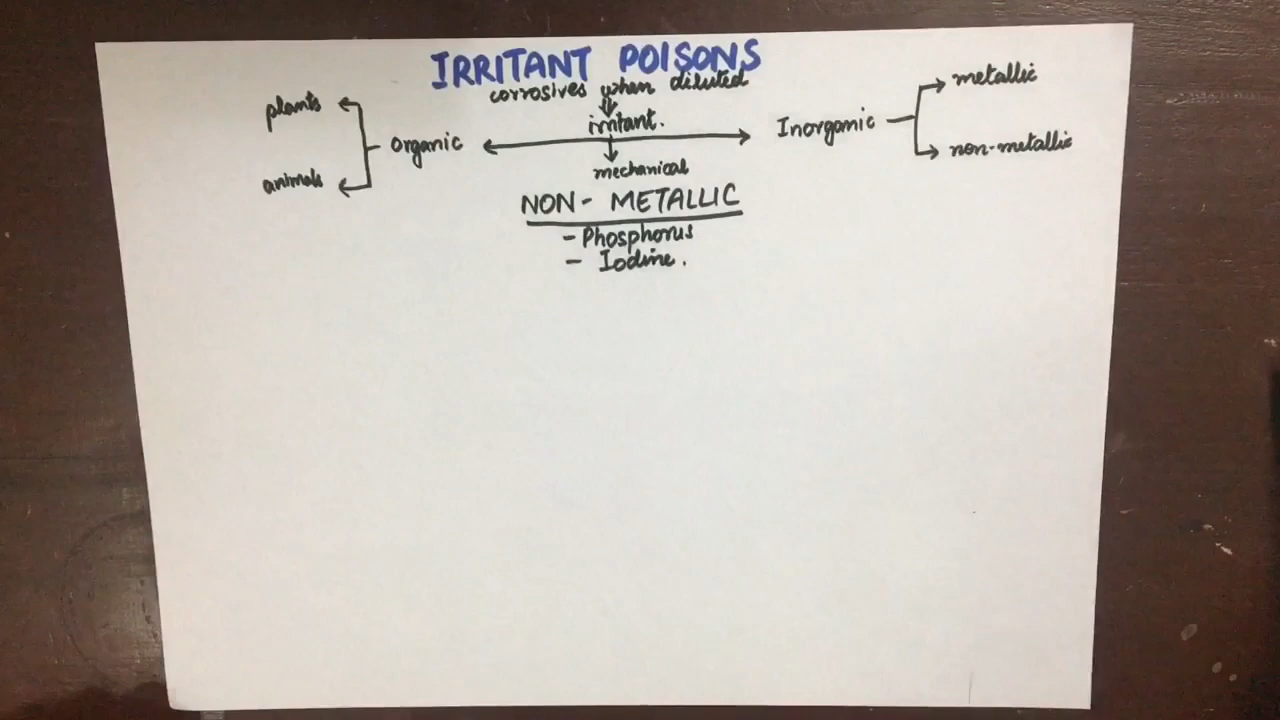 IRRITANT POISONS
corrosives when diluted
irritant.
plants
animals
organic
Inorganic
metallic
non-metallic
mechanical
NON- METALLIC
- Phosphorus
- Iodine.